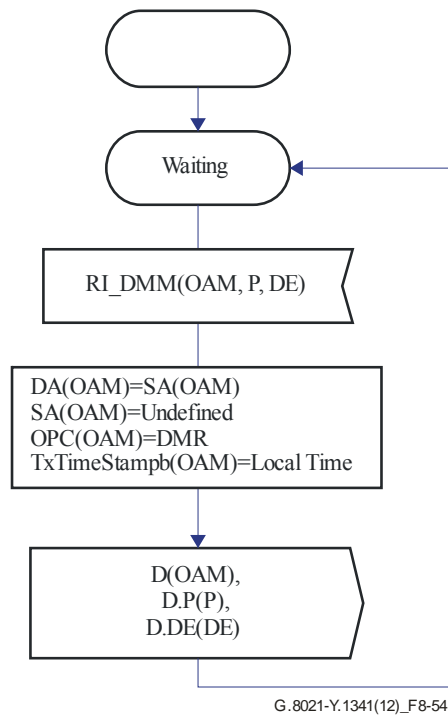 Waiting
RI_DMM(OAM, P, DE)
DA(OAM)=SA(OAM)
SA(OAM)=Undefined
OPC(OAM)=DMR
TxTimeStampb(OAM)=Local Time
D(OAM),
D.P(P),
D.DE(DE)
G.8021-Y.1341(12)_F8-54